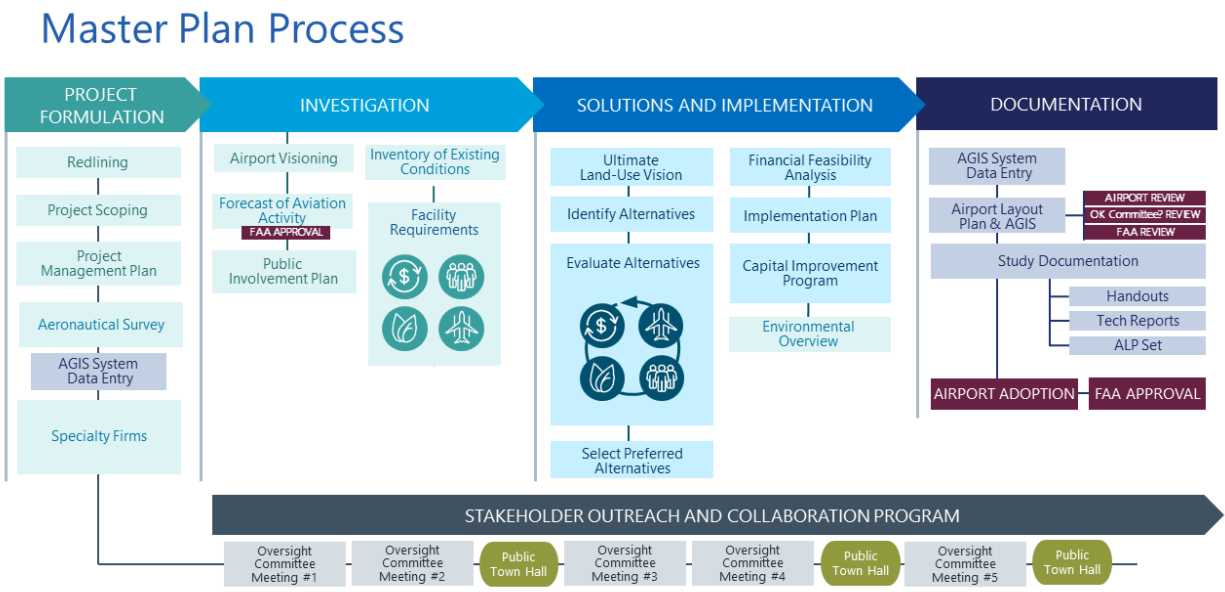 Master Plan Process
PROJECT
FORMULATION
Redlining
Project Scoping
Project
Management Plan
Aeronautical Survey
AGIS System
Data Entry
Specialty Firms
INVESTIGATION
Airport Visioning
Forecast of Aviation
Activity
FAA APPROVAL
Public
Involvement Plan
Inventory of Existing
Conditions
Facility
Requirements
$
SOLUTIONS AND IMPLEMENTATION
Ultimate
Land-Use Vision
Identify Alternatives
Evaluate Alternatives
$
Select Preferred
Alternatives
Financial Feasibility
Analysis
Implementation Plan
Capital Improvement
Program
Environmental
Overview
DOCUMENTATION
AGIS System
Data Entry
Airport Layout
Plan & AGIS
AIRPORT REVIEW
OK Committee? REVIEW
FAA REVIEW
Study Documentation
Handouts
Tech Reports
ALP Set
AIRPORT ADOPTION
FAA APPROVAL
STAKEHOLDER OUTREACH AND COLLABORATION PROGRAM
Oversight
Committee
Meeting #1
Oversight
Committee
Meeting #2
Public
Town Hall
Oversight
Committee
Meeting #3
Oversight
Committee
Meeting #4
Public
Town Hall
Oversight
Committee
Meeting #5
Public
Town Hall